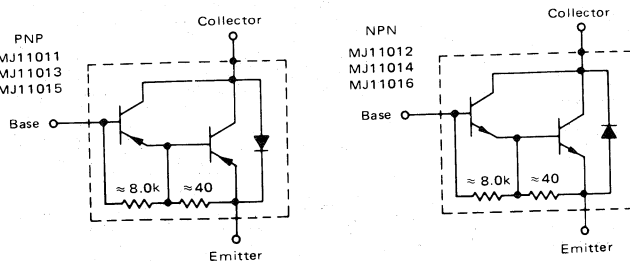 PNP
MJ11011
MJ11013
MJ11015
Collector
Base
≈ 8.0k
≈ 40
Emitter
NPN
MJ11012
MJ11014
MJ11016
Collector
Base
≈ 8.0k
≈ 40
Emitter